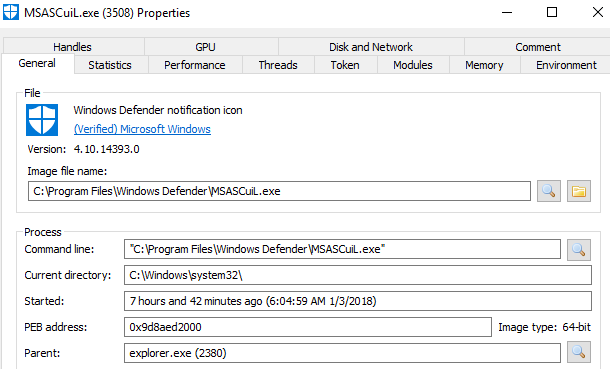 MSASCuiL.exe (3508) Properties
Handles GPU Disk and Network Comment
General Statistics Performance Threads Token Modules Memory Environment
File
Windows Defender notification icon
(Verified) Microsoft Windows
Version: 4.10.14393.0
Image file name:
C:\Program Files\Windows Defender\MSASCuiL.exe
Process
Command line: "C:\Program Files\Windows Defender\MSASCuiL.exe"
Current directory: C:\Windows\system32\
Started: 7 hours and 42 minutes ago (6:04:59 AM 1/3/2018)
PEB address: 0x9d8aed2000 Image type: 64-bit
Parent: explorer.exe (2380)